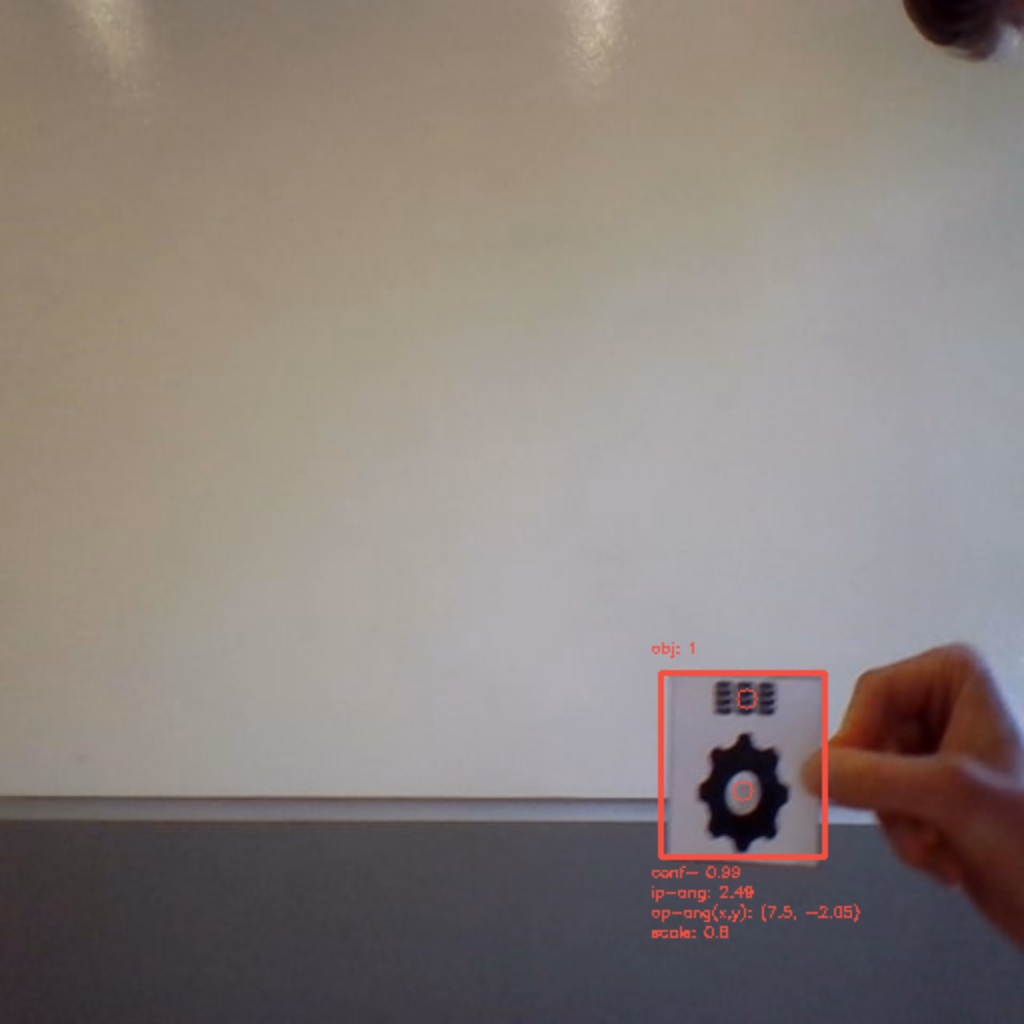 obj: 1
conf- 0.99
ip-ang: 2.49
op-ang(x,y): (7.5, -2.05)
scale: 0.8